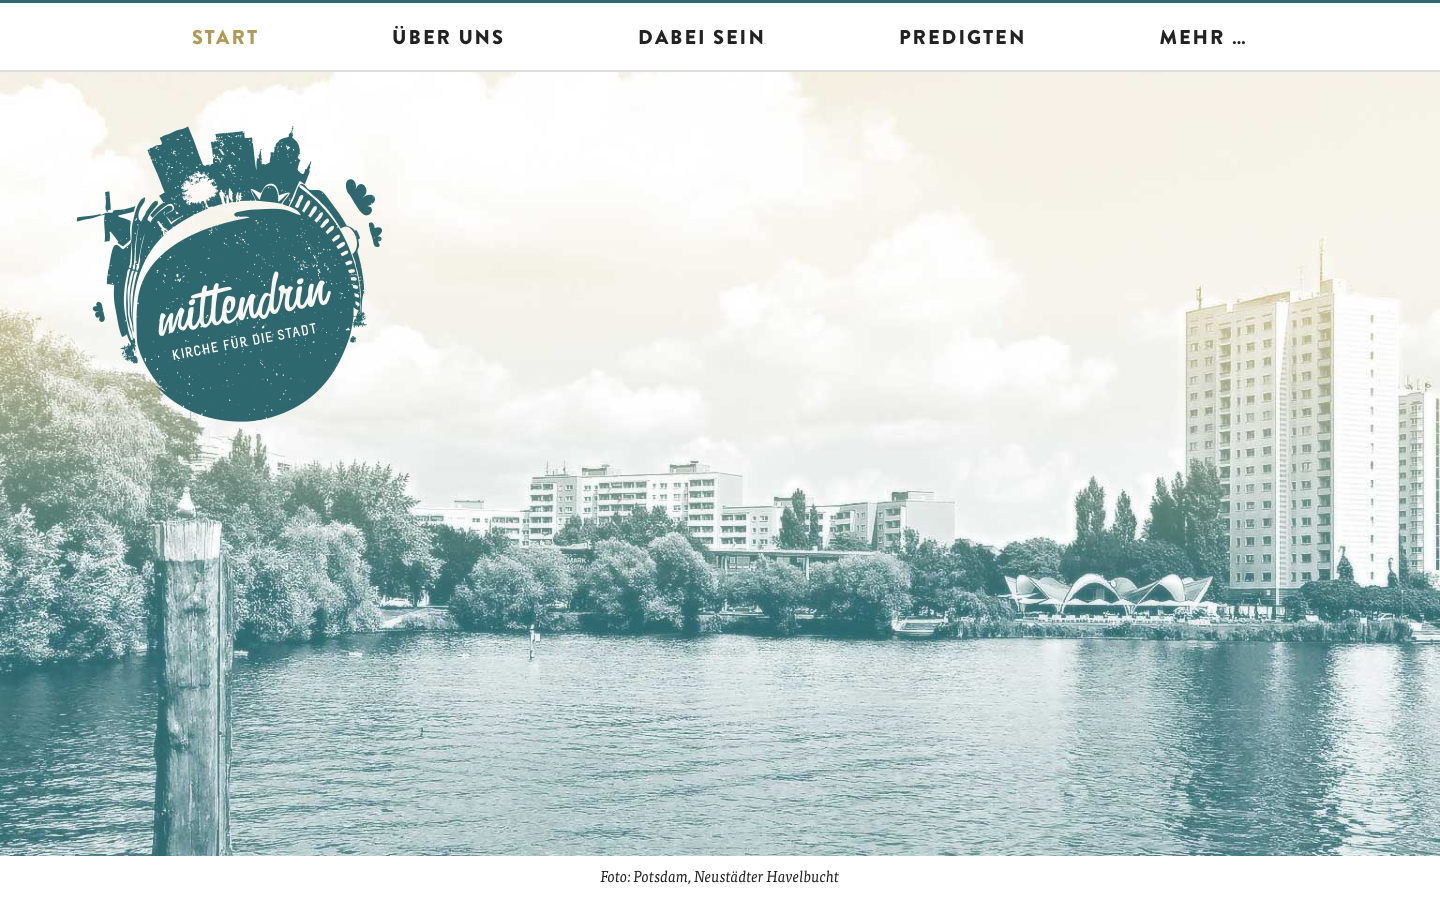 START ÜBER UNS DABEI SEIN PREDIGTEN MEHR …
mittendrin
KIRCHE FÜR DIE STADT
Foto: Potsdam, Neustädter Havelbucht